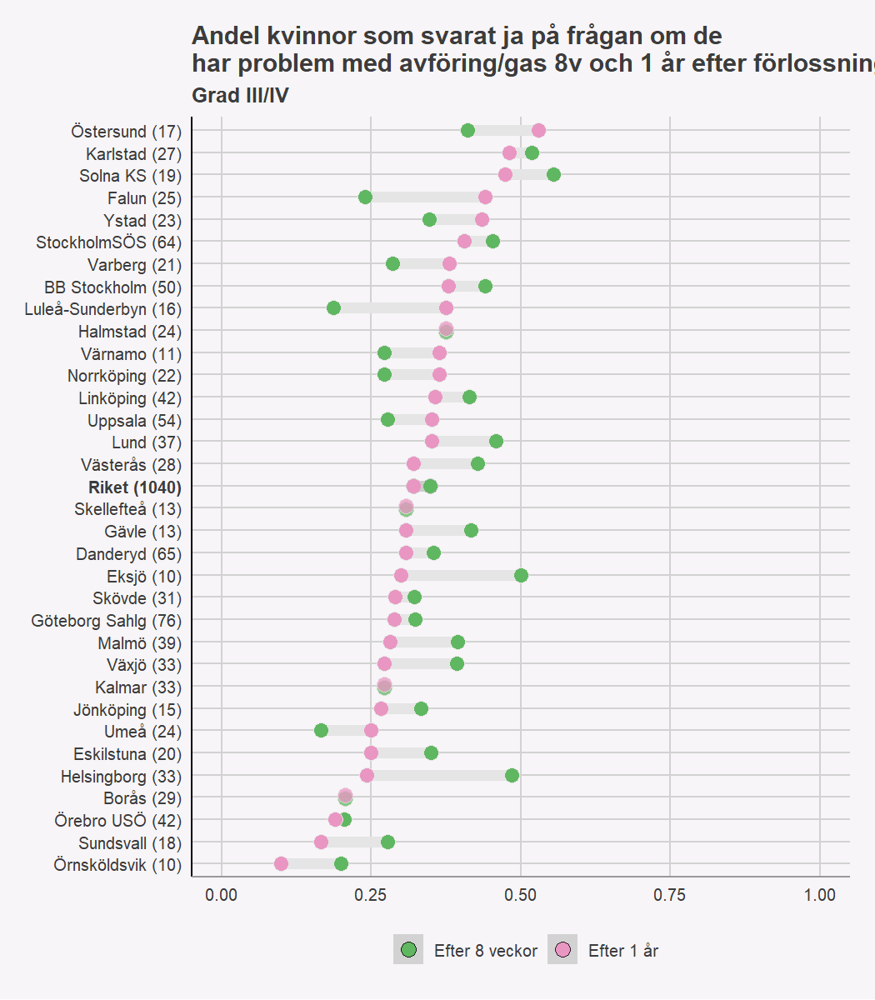 Andel kvinnor som svarat ja på frågan om de
har problem med avföring/gas 8v och 1 år efter förlossning
Grad III/IV
Östersund (17)
Karlstad (27)
Solna KS (19)
Falun (25)
Ystad (23)
StockholmSÖS (64)
Varberg (21)
BB Stockholm (50)
Luleå-Sunderbyn (16)
Halmstad (24)
Värnamo (11)
Norrköping (22)
Linköping (42)
Uppsala (54)
Lund (37)
Västerås (28)
Riket (1040)
Skellefteå (13)
Gävle (13)
Danderyd (65)
Eksjö (10)
Skövde (31)
Göteborg Sahlg (76)
Malmö (39)
Växjö (33)
Kalmar (33)
Jönköping (15)
Umeå (24)
Eskilstuna (20)
Helsingborg (33)
Borås (29)
Örebro USÖ (42)
Sundsvall (18)
Örnsköldsvik (10)
0.00 0.25 0.50 0.75 1.00
Efter 8 veckor Efter 1 år